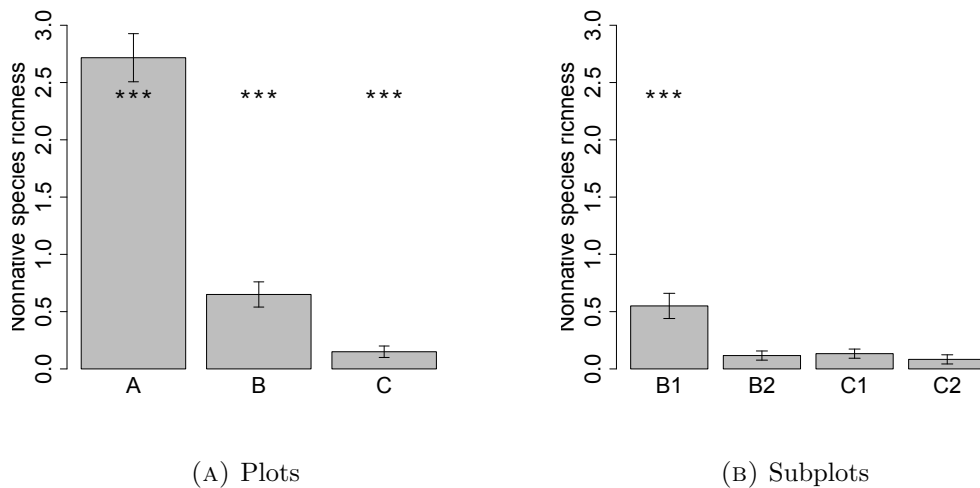 Nonnative species richness
0.0 0.5 1.0 1.5 2.0 2.5 3.0
*** *** ***
A B C
(A) Plots
Nonnative species richness
0.0 0.5 1.0 1.5 2.0 2.5 3.0
***
B1 B2 C1 C2
(B) Subplots